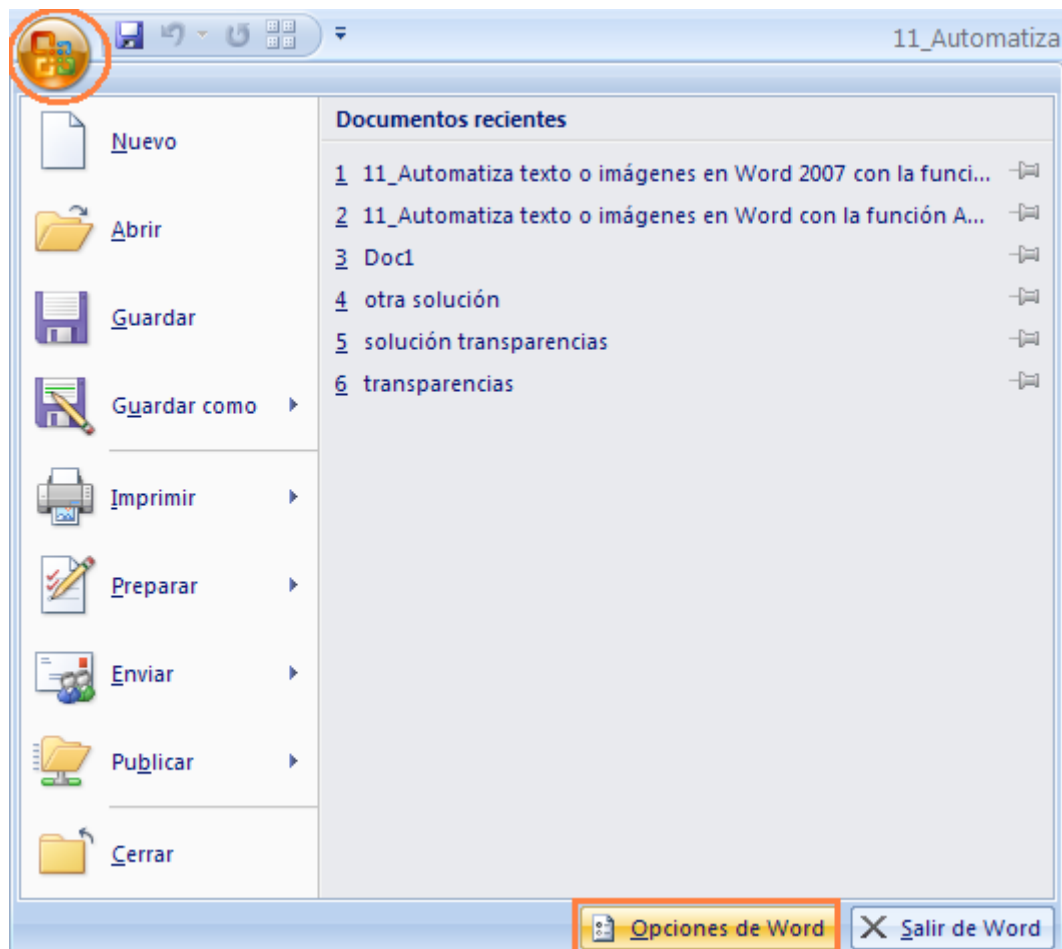 11_Automatiza
Nuevo
Abrir
Guardar
Guardar como
Imprimir
Preparar
Enviar
Publicar
Cerrar
Documentos recientes
1 11_Automatiza texto o imágenes en Word 2007 con la funci...
2 11_Automatiza texto o imágenes en Word con la función A...
3 Doc1
4 otra solución
5 solución transparencias
6 transparencias
Opciones de Word
Salir de Word